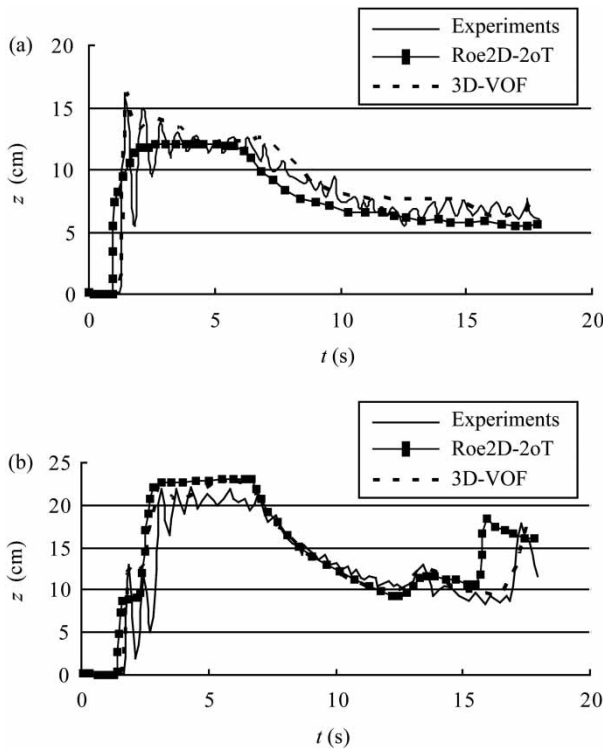 (a)
Experiments
Roe2D-2oT
3D-VOF
z (cm)
20
15
10
5
0
0 5 10 15 20
t (s)
(b)
Experiments
Roe2D-2oT
3D-VOF
z (cm)
25
20
15
10
5
0
0 5 10 15 20
t (s)